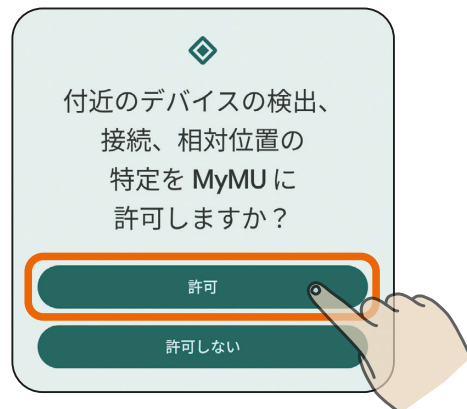 付近のデバイスの検出、
接続、相対位置の
特定を MyMU に
許可しますか？
許可
許可しない